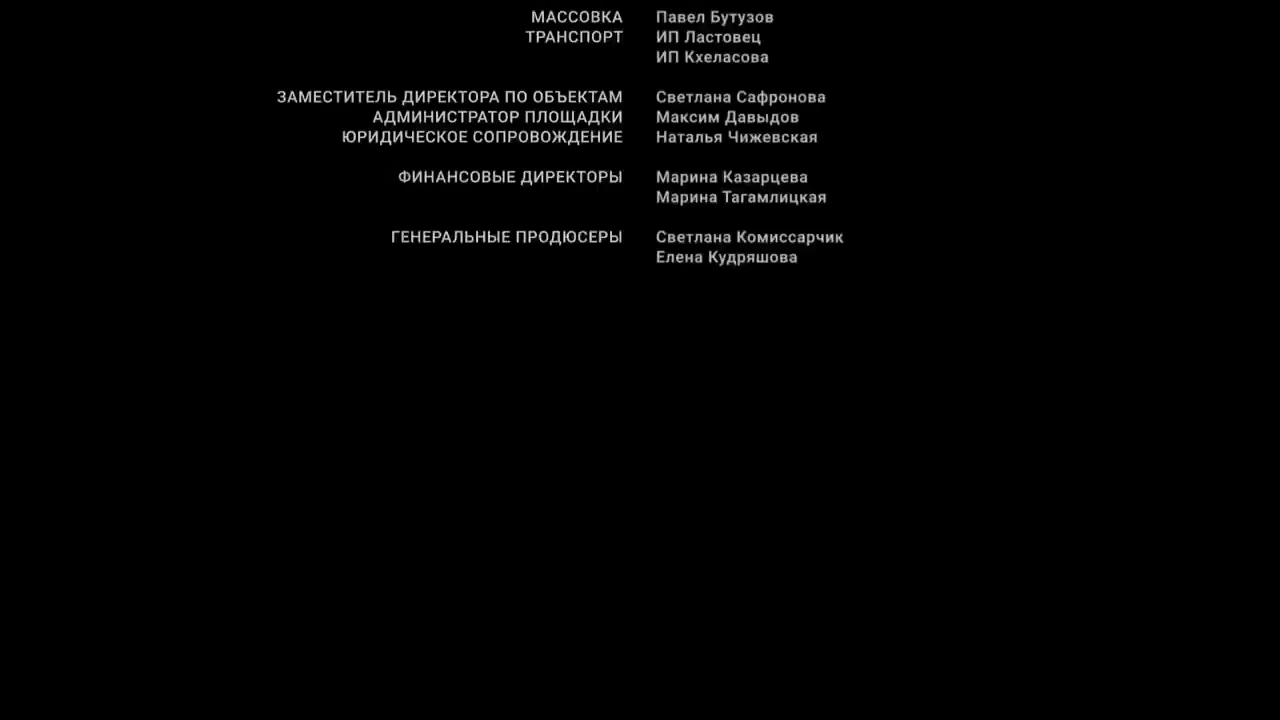 МАССОВКА Павел Бутузов
ТРАНСПОРТ ИП Ластовец
ИП Кхеласова
ЗАМЕСТИТЕЛЬ ДИРЕКТОРА ПО ОБЪЕКТАМ Светлана Сафронова
АДМИНИСТРАТОР ПЛОЩАДКИ Максим Давыдов
ЮРИДИЧЕСКОЕ СОПРОВОЖДЕНИЕ Наталья Чижевская
ФИНАНСОВЫЕ ДИРЕКТОРЫ Марина Казарцева
Марина Тагамлицкая
ГЕНЕРАЛЬНЫЕ ПРОДЮСЕРЫ Светлана Комиссарчик
Елена Кудряшова